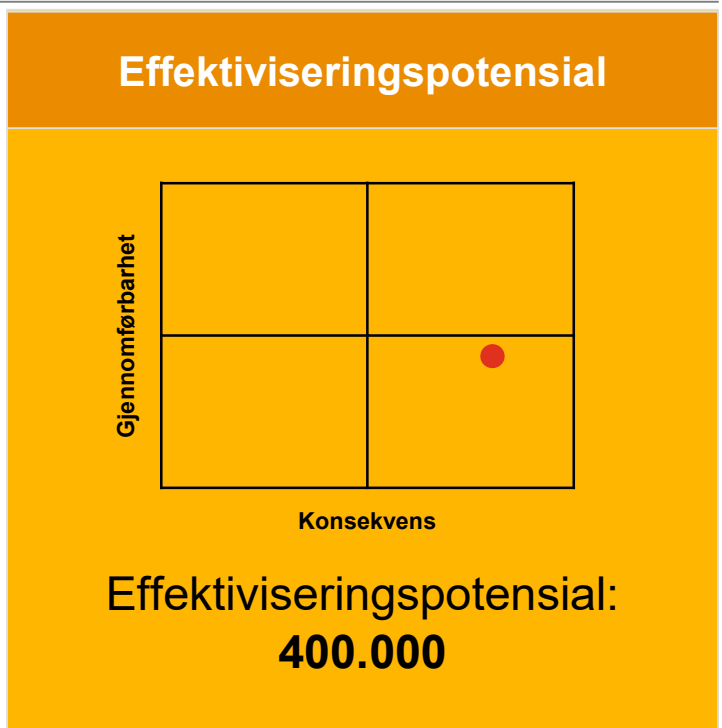 Effektiviseringspotensial
Gjennomførbarhet
Konsekvens
Effektiviseringspotensial:
400.000